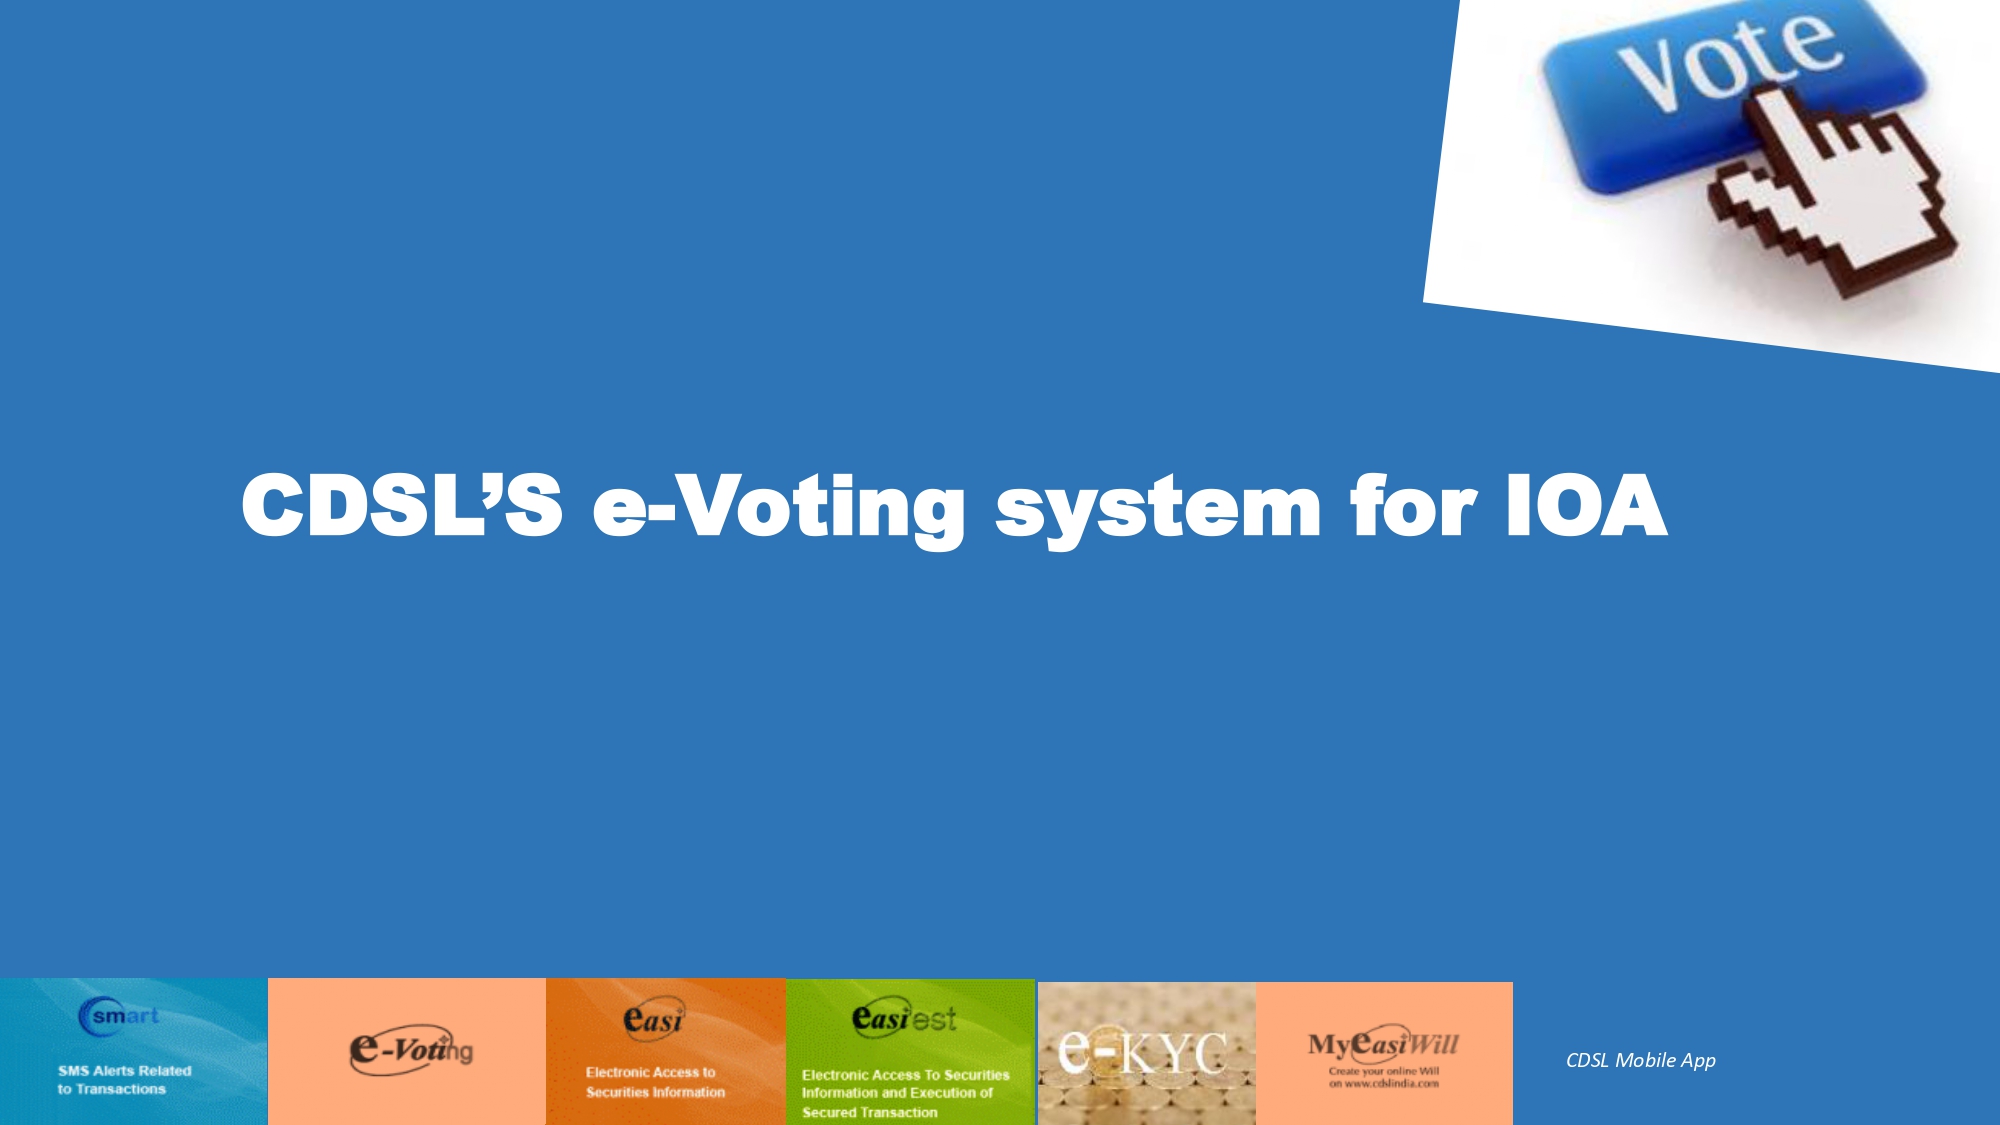 Vote
CDSL’S e-Voting system for IOA
smart
SMS Alerts Related
to Transactions
e-Voting
easi
Electronic Access to
Securities Information
easiest
Electronic Access To Securities
Information and Execution of
Secured Transaction
e-KYC
MyeasiWill
Create your online Will
on www.cdslindia.com
CDSL Mobile App